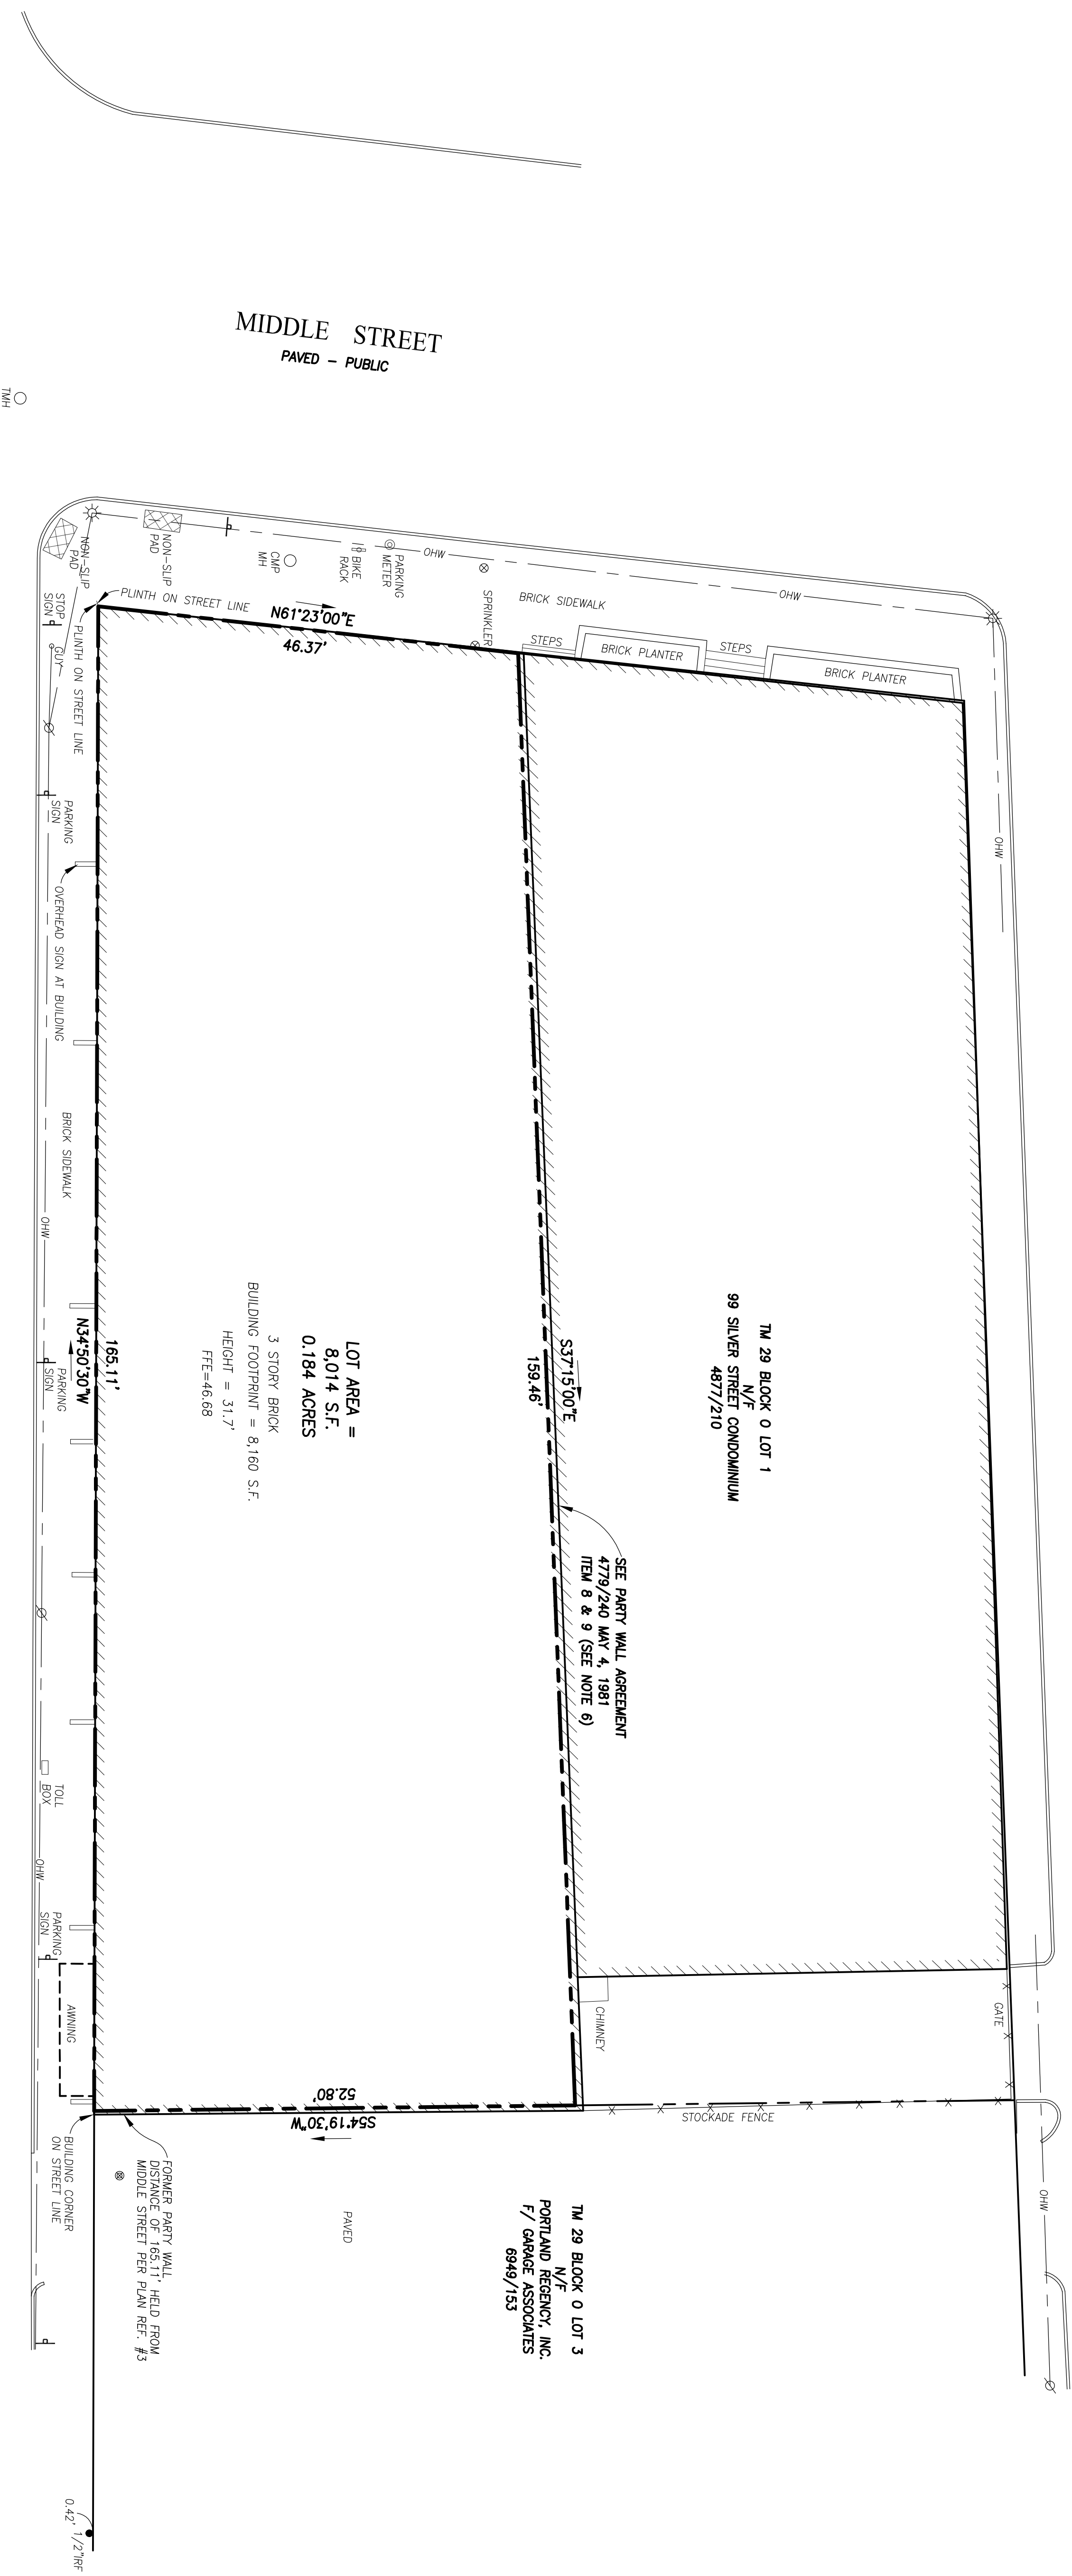 MIDDLE STREET
PAVED – PUBLIC
TMH
OHW
OHW
OHW
NON-SLIP
PAD
NON-SLIP
PAD
CMP
MH
BIKE
RACK
PARKING
METER
SPRINKLER
BRICK SIDEWALK
STEPS
BRICK PLANTER
STEPS
BRICK PLANTER
STOP
SIGN
GUY
PLINTH ON STREET LINE
PLINTH ON STREET LINE
N61°23'00"E
46.37'
PARKING
SIGN
OVERHEAD SIGN AT BUILDING
BRICK SIDEWALK
OHW
TM 29 BLOCK O LOT 1
N/F
99 SILVER STREET CONDOMINIUM
4877/210
S37°15'00"E
159.46'
LOT AREA =
8,014 S.F.
0.184 ACRES
3 STORY BRICK
BUILDING FOOTPRINT = 8,160 S.F.
HEIGHT = 31.7'
FFE=46.68
165.11'
N34°50'30"W
PARKING
SIGN
SEE PARTY WALL AGREEMENT
4779/240 MAY 4, 1981
ITEM 8 & 9 (SEE NOTE 6)
TOLL
BOX
OHW
PARKING
SIGN
AWNING
CHIMNEY
GATE
52.80'
S54°19'30"W
STOCKADE FENCE
OHW
BUILDING CORNER
ON STREET LINE
FORMER PARTY WALL
DISTANCE OF 165.11' HELD FROM
MIDDLE STREET PER PLAN REF. #3
PAVED
TM 29 BLOCK O LOT 3
N/F
PORTLAND REGENCY, INC.
F/ GARAGE ASSOCIATES
6949/153
1/2"IRF
0.42'